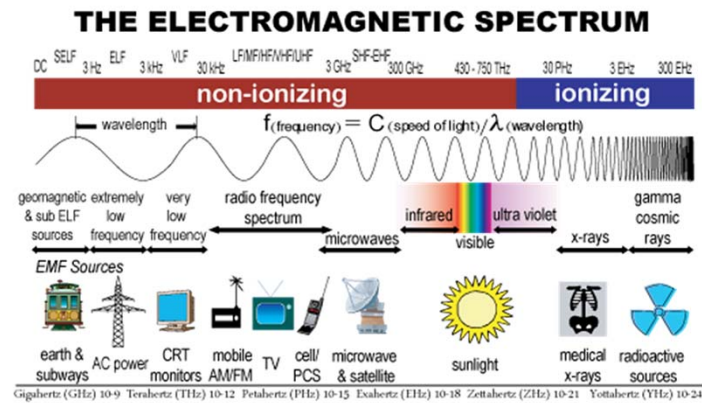 THE ELECTROMAGNETIC SPECTRUM
DC SELF 3 Hz ELF 3 kHz VLF 30 kHz LF/MF/HF/VHF/UHF 3 GHz SHF-EHF 300 GHz 430 - 750 THz 30 PHz 3 EHz 300 EHz
non-ionizing ionizing
wavelength f(frequency) = C (speed of light)/λ (wavelength)
geomagnetic & sub ELF sources
extremely low frequency
very low frequency
radio frequency spectrum
microwaves
infrared
visible
ultra violet
x-rays
gamma cosmic rays
EMF Sources
earth & subways
AC power
CRT monitors
mobile AM/FM
TV
cell/ PCS
microwave & satellite
sunlight
medical x-rays
radioactive sources
Gigahertz (GHz) 10-9 Terahertz (THz) 10-12 Petahertz (PHz) 10-15 Exahertz (EHz) 10-18 Zettahertz (ZHz) 10-21 Yottahertz (YHz) 10-24